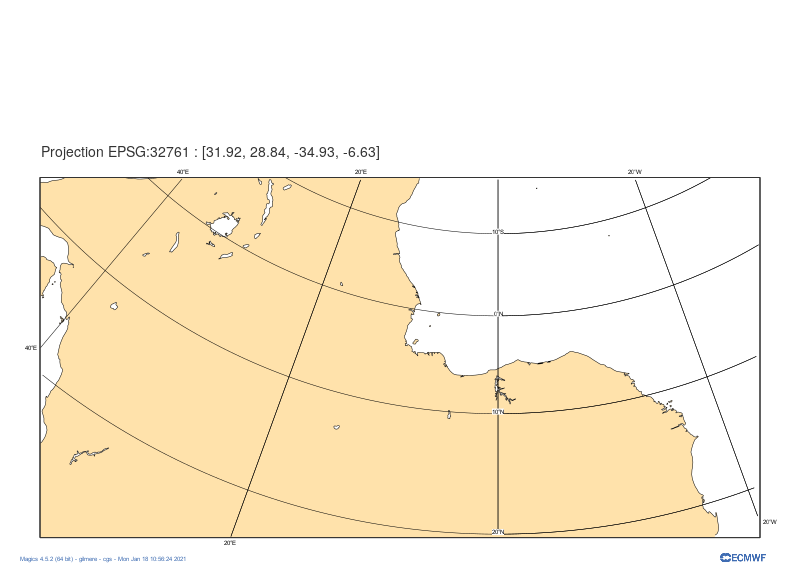 Projection EPSG:32761 : [31.92, 28.84, -34.93, -6.63]
40°E
20°E
20°W
10°S
0°N
40°E
10°N
20°N
20°W
20°E
Magics 4.5.2 (64 bit) - gilmere - cgs - Mon Jan 18 10:56:24 2021
ECMWF